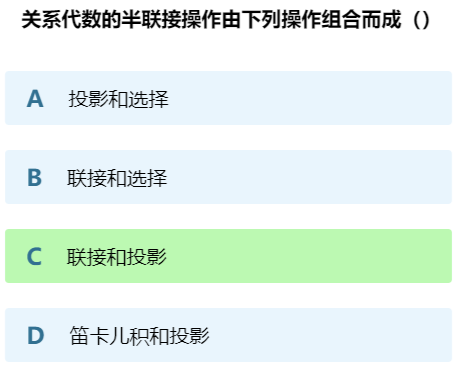 关系代数的半联接操作由下列操作组合而成（）
A 投影和选择
B 联接和选择
C 联接和投影
D 笛卡儿积和投影